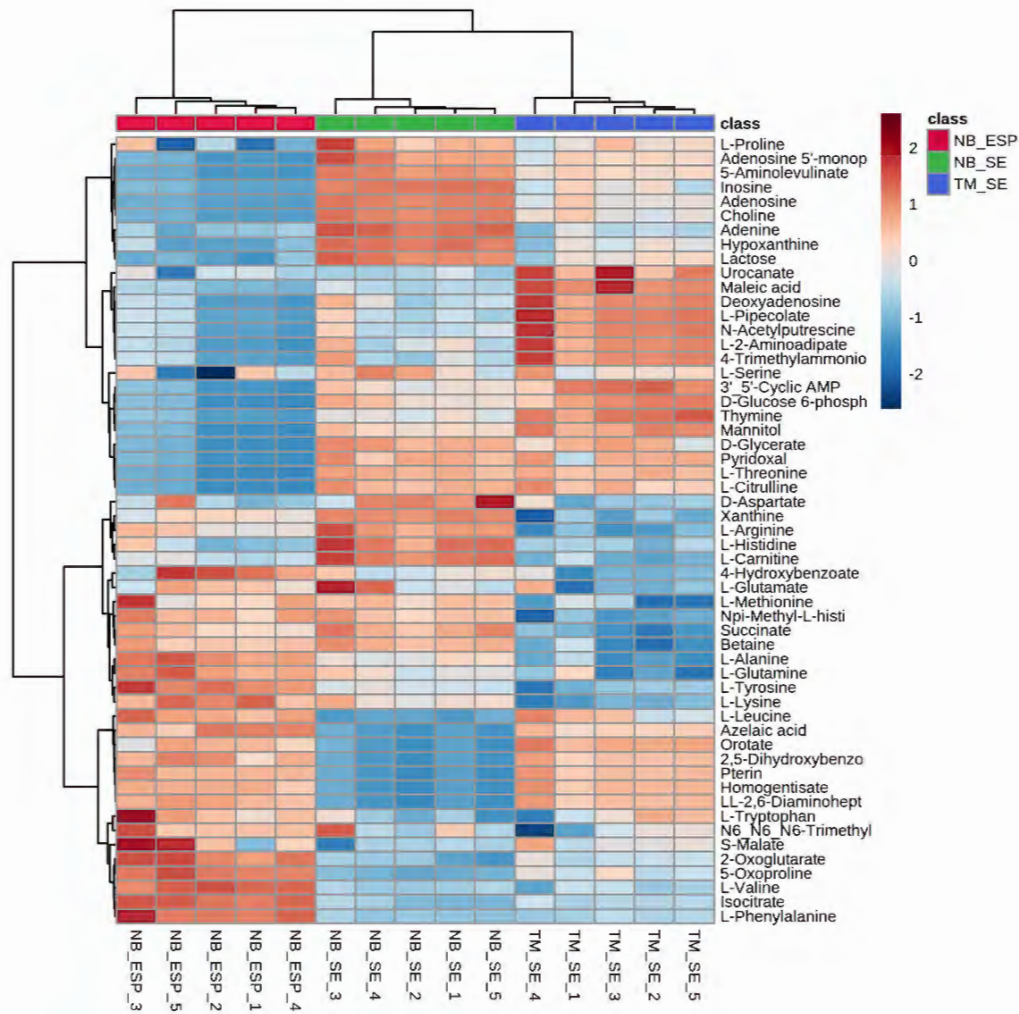 class
L-Proline
Adenosine 5'-monop
5-Aminolevulinate
Inosine
Adenosine
Choline
Adenine
Hypoxanthine
Lactose
Urocanate
Maleic acid
Deoxyadenosine
L-Pipecolate
N-Acetylputrescine
L-2-Aminoadipate
4-Trimethylammonio
L-Serine
3'_5'-Cyclic AMP
D-Glucose 6-phosph
Thymine
Mannitol
D-Glycerate
Pyridoxal
L-Threonine
L-Citrulline
D-Aspartate
Xanthine
L-Arginine
L-Histidine
L-Carnitine
4-Hydroxybenzoate
L-Glutamate
L-Methionine
Npi-Methyl-L-histi
Succinate
Betaine
L-Alanine
L-Glutamine
L-Tyrosine
L-Lysine
L-Leucine
Azelaic acid
Orotate
2,5-Dihydroxybenzo
Pterin
Homogentisate
LL-2,6-Diaminohept
L-Tryptophan
N6_N6_N6-Trimethyl
S-Malate
2-Oxoglutarate
5-Oxoproline
L-Valine
Isocitrate
L-Phenylalanine
2
1
0
-1
-2
class
NB_ESP
NB_SE
TM_SE
NB_ESP_3
NB_ESP_5
NB_ESP_2
NB_ESP_1
NB_ESP_4
NB_SE_3
NB_SE_4
NB_SE_2
NB_SE_1
NB_SE_5
TM_SE_4
TM_SE_1
TM_SE_3
TM_SE_2
TM_SE_5